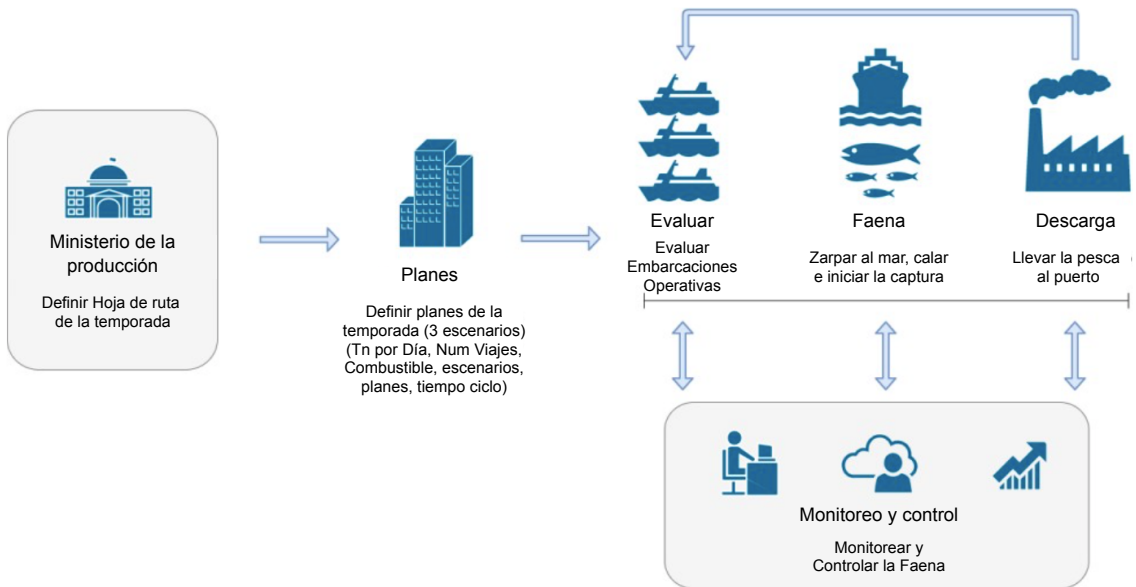 Ministerio de la
producción
Definir Hoja de ruta
de la temporada
Planes
Definir planes de la
temporada (3 escenarios)
(Tn por Día, Num Viajes,
Combustible, escenarios,
planes, tiempo ciclo)
Evaluar
Evaluar
Embarcaciones
Operativas
Faena
Zarpar al mar, calar
e iniciar la captura
Descarga
Llevar la pesca
al puerto
Monitoreo y control
Monitorear y
Controlar la Faena